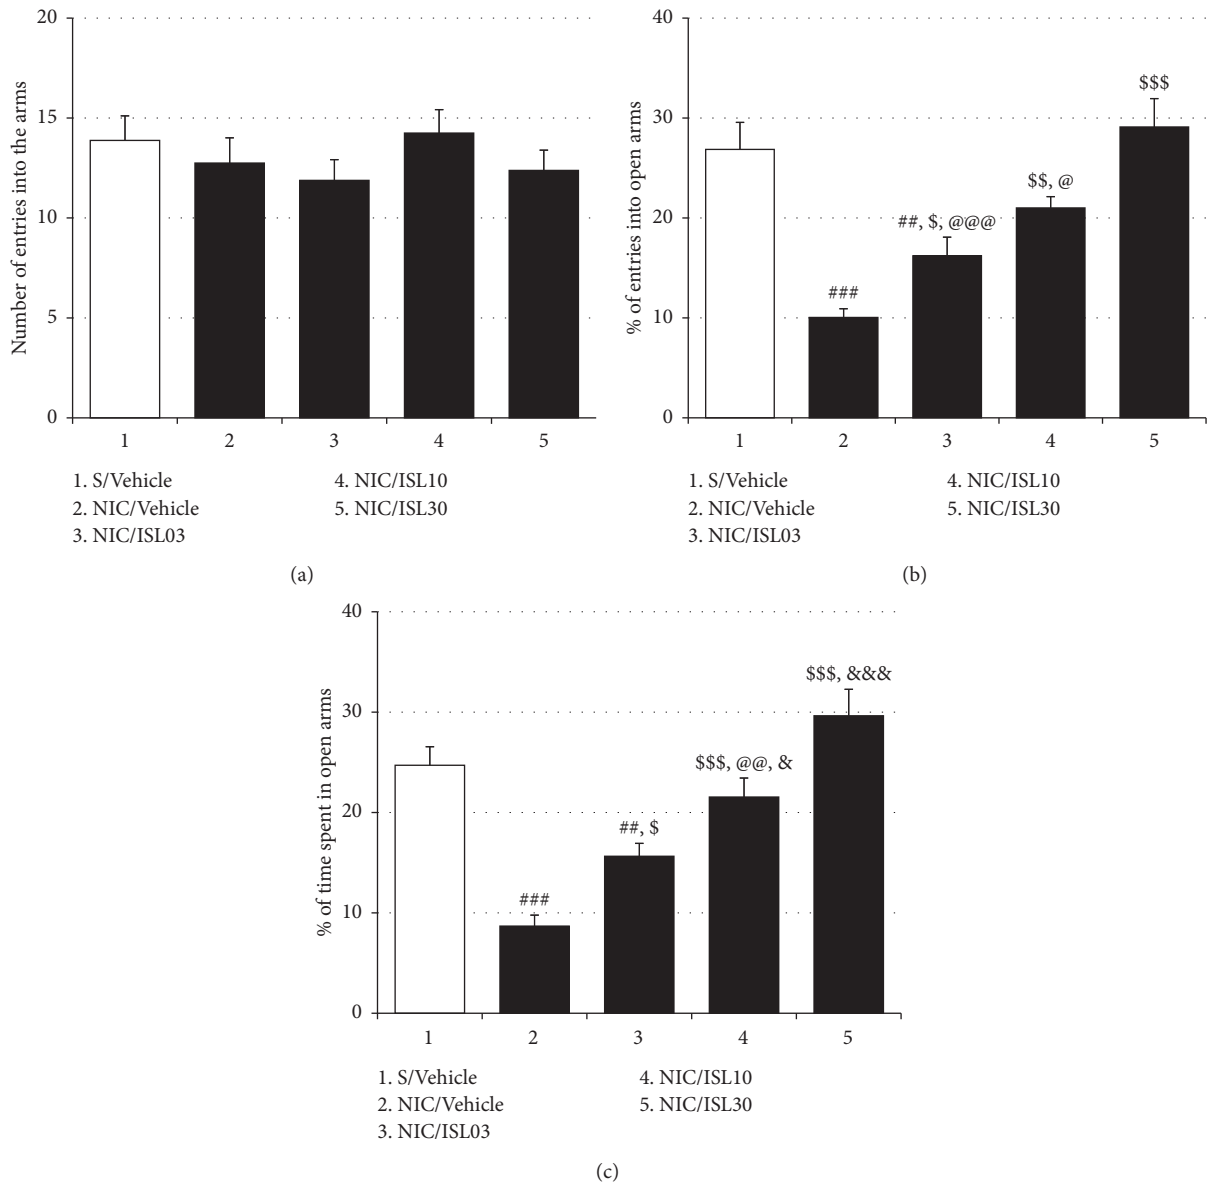 Number of entries into the arms
20
15
10
5
0
1 2 3 4 5
1. S/Vehicle
2. NIC/Vehicle
3. NIC/ISL03
4. NIC/ISL10
5. NIC/ISL30
(a)
% of entries into open arms
40
30
20
10
0
###
##, $, @@@
$$, @
$$$
1 2 3 4 5
1. S/Vehicle
2. NIC/Vehicle
3. NIC/ISL03
4. NIC/ISL10
5. NIC/ISL30
(b)
% of time spent in open arms
40
30
20
10
0
###
##, $
$$$, @@, &
$$$, &&&
1 2 3 4 5
1. S/Vehicle
2. NIC/Vehicle
3. NIC/ISL03
4. NIC/ISL10
5. NIC/ISL30
(c)